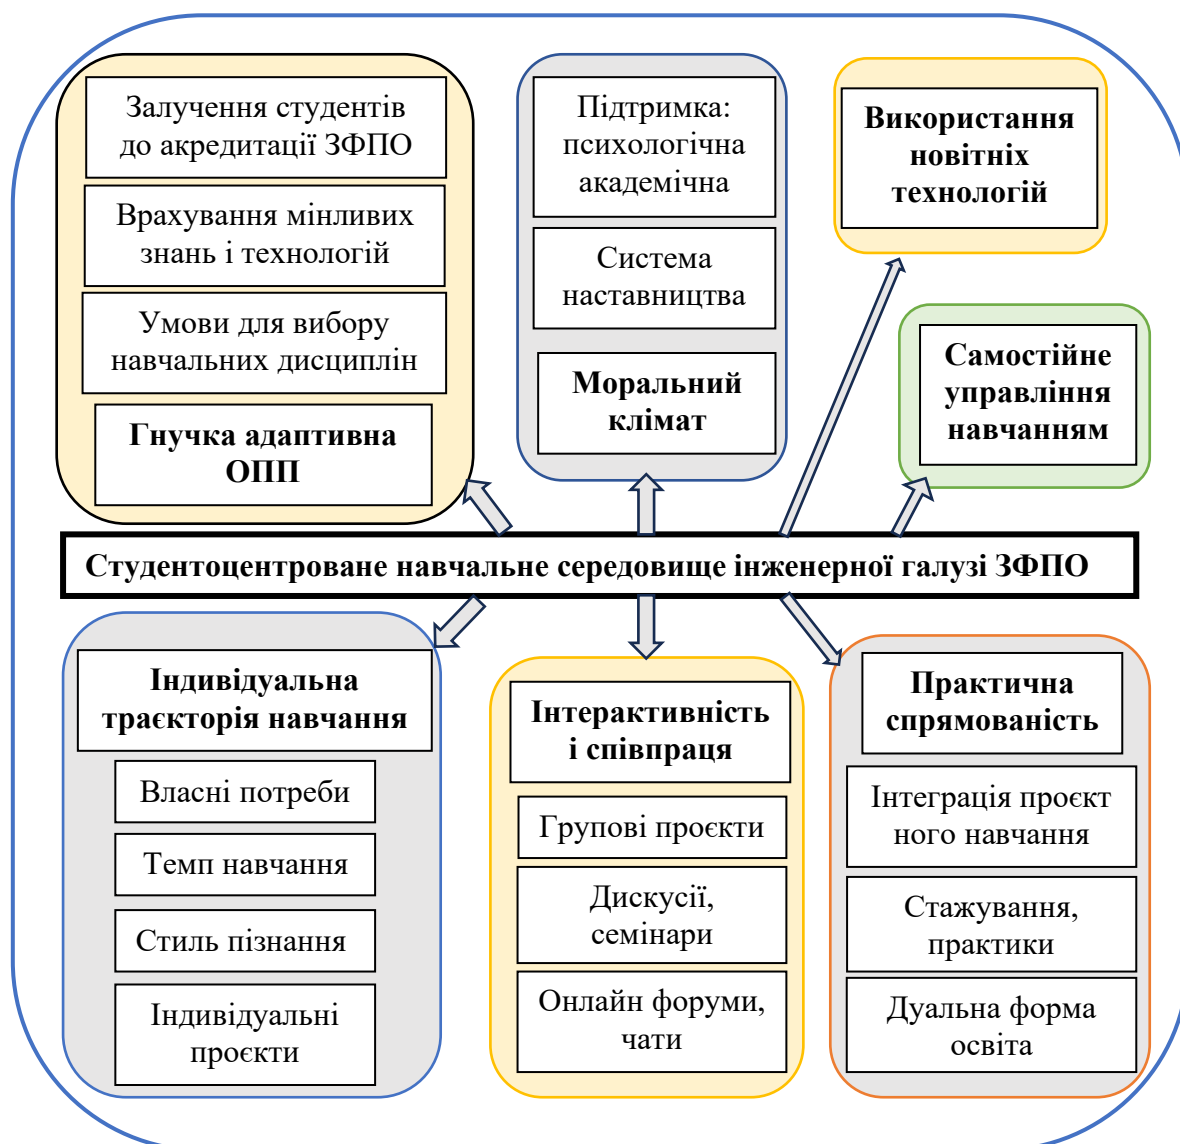 Залучення студентів
до акредитації ЗФПО
Врахування мінливих
знань і технологій
Умови для вибору
навчальних дисциплін
Гнучка адаптивна
ОПП
Підтримка:
психологічна
академічна
Система
наставництва
Моральний
клімат
Використання
новітніх
технологій
Самостійне
управління
навчанням
Студентоцентроване навчальне середовище інженерної галузі ЗФПО
Індивідуальна
траєкторія навчання
Власні потреби
Темп навчання
Стиль пізнання
Індивідуальні
проєкти
Інтерактивність
і співпраця
Групові проєкти
Дискусії,
семінари
Онлайн форуми,
чати
Практична
спрямованість
Інтеграція проєкт
ного навчання
Стажування,
практики
Дуальна форма
освіта